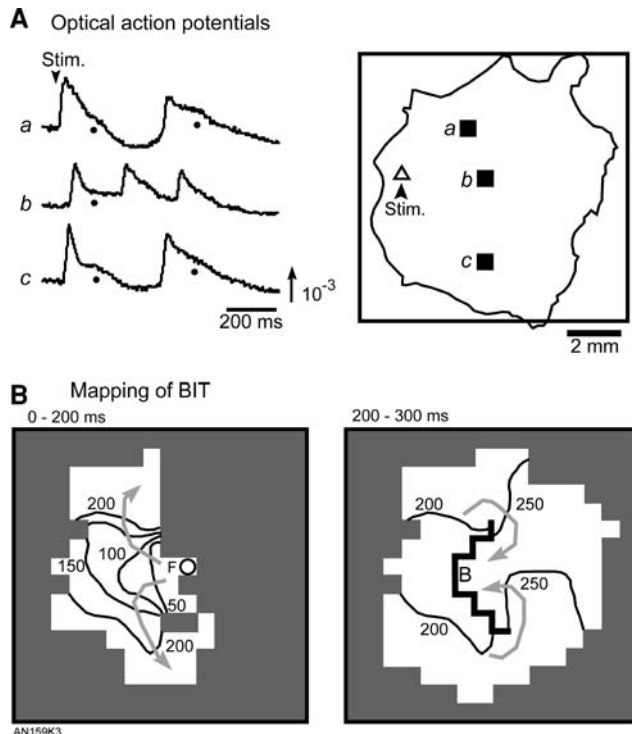 A
Optical action potentials
Stim.
a
b
c
10-3
200 ms
a
b
Stim.
c
2 mm
B
Mapping of BIT
0 - 200 ms
200 - 300 ms
200
100
150
F
50
200
200
250
B
250
200
AN159K3